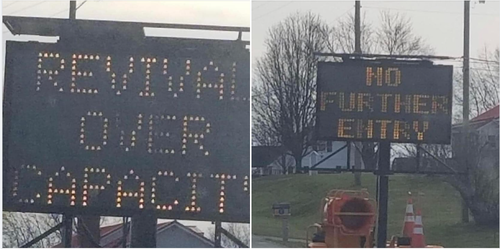 REVIVAL
OVER
CAPACITY
NO
FURTHER
ENTRY